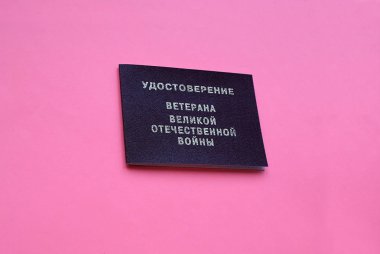 УДОСТОВЕРЕНИЕ
ВЕТЕРАНА
ВЕЛИКОЙ
ОТЕЧЕСТВЕННОЙ
ВОЙНЫ